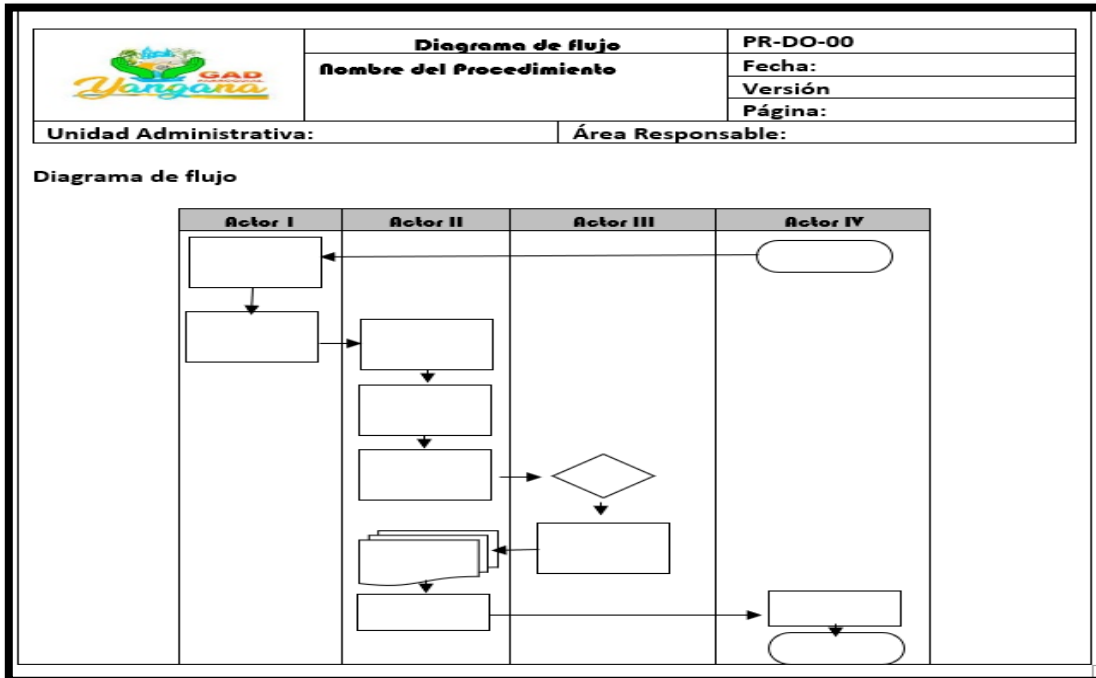 GAD
Yangana
Diagrama de flujo
PR-DO-00
Nombre del Procedimiento
Fecha:
Versión
Página:
Unidad Administrativa:
Área Responsable:
Diagrama de flujo
Actor I
Actor II
Actor III
Actor IV